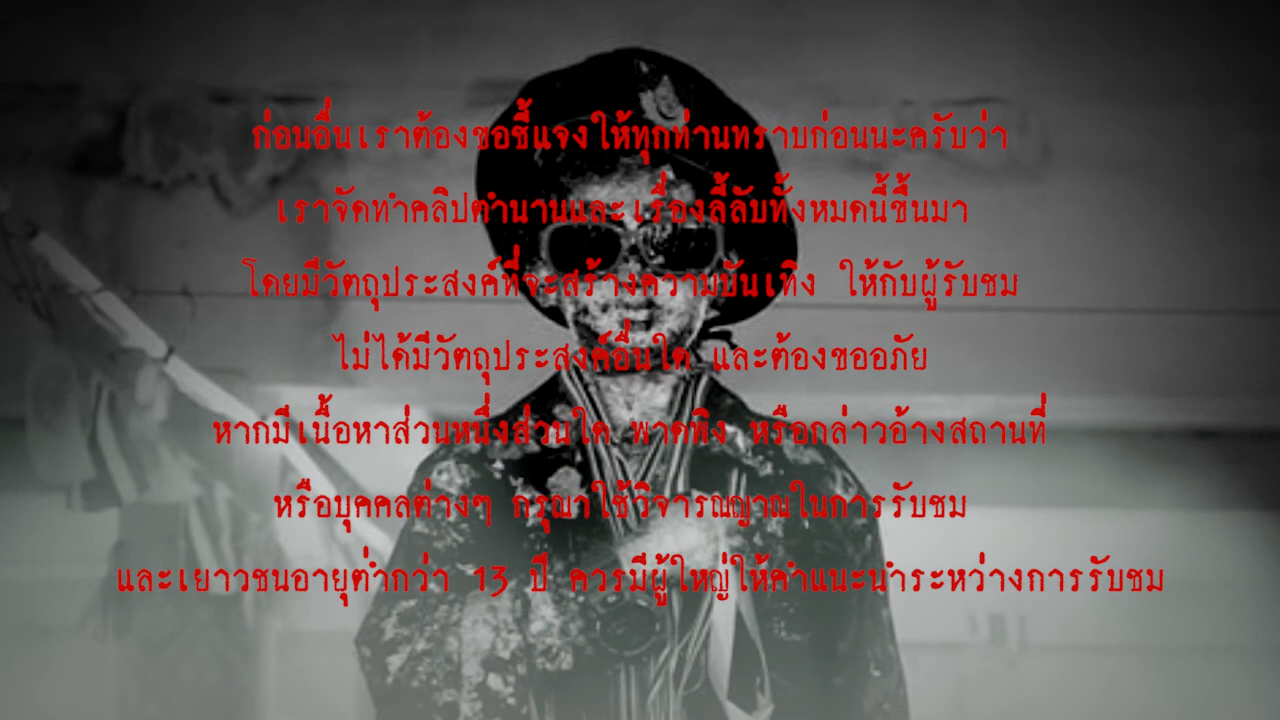 ก่อนอื่นเราต้องขอชี้แจงให้ทุกท่านทราบก่อนนะครับว่า
เราจัดทำคลิปตำนานและเรื่องลี้ลับทั้งหมดนี้ขึ้นมา
โดยมีวัตถุประสงค์ที่จะสร้างความบันเทิง ให้กับผู้รับชม
ไม่ได้มีวัตถุประสงค์อื่นใด และต้องขออภัย
หากมีเนื้อหาส่วนหนึ่งส่วนใด พาดพิง หรือกล่าวอ้างสถานที่
หรือบุคคลต่างๆ กรุณาใช้วิจารณญาณในการรับชม
และเยาวชนอายุต่ำกว่า 13 ปี ควรมีผู้ใหญ่ให้คำแนะนำระหว่างการรับชม